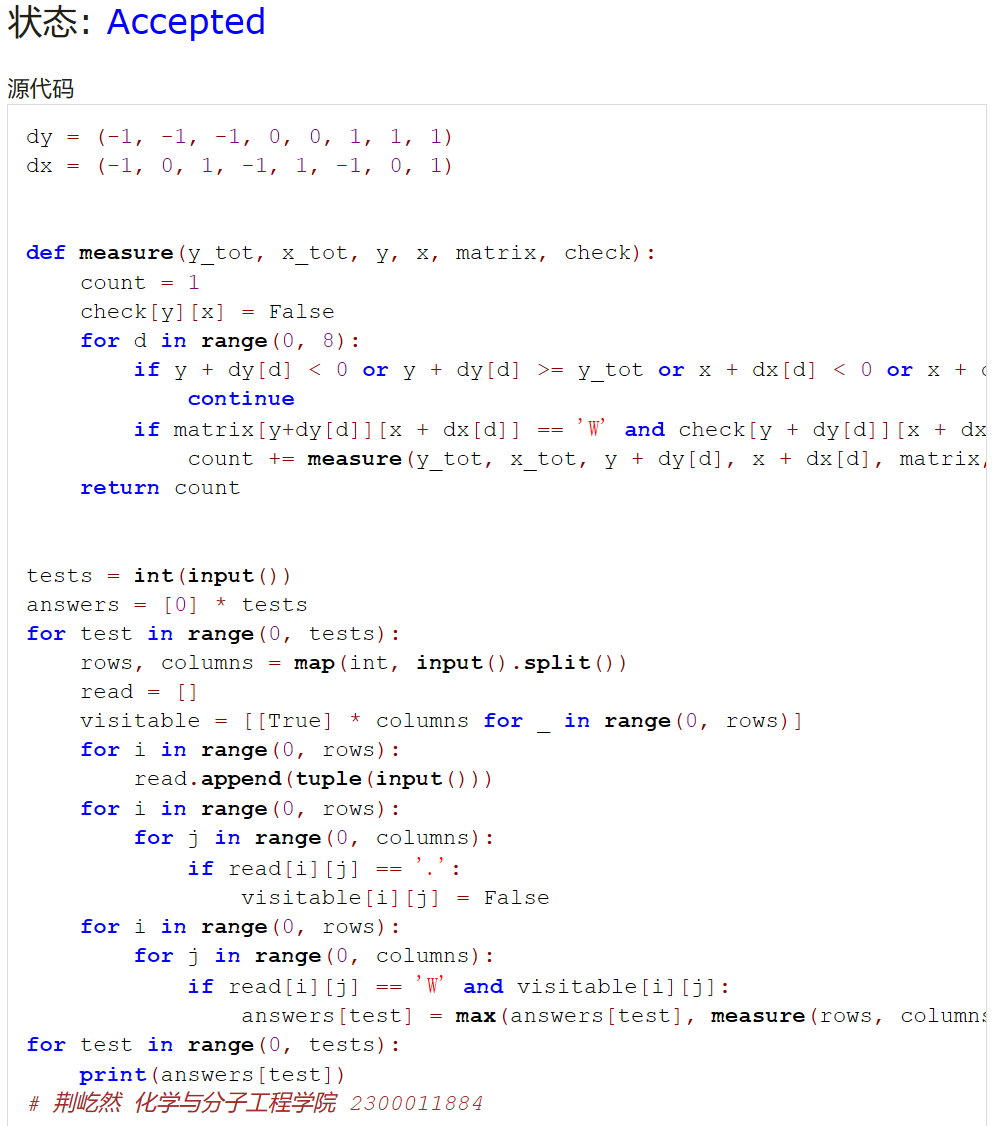 状态: Accepted
源代码
dy = (-1, -1, -1, 0, 0, 1, 1, 1)
dx = (-1, 0, 1, -1, 1, -1, 0, 1)
def measure(y_tot, x_tot, y, x, matrix, check):
    count = 1
    check[y][x] = False
    for d in range(0, 8):
        if y + dy[d] < 0 or y + dy[d] >= y_tot or x + dx[d] < 0 or x +
            continue
        if matrix[y+dy[d]][x + dx[d]] == 'W' and check[y + dy[d]][x + dx
            count += measure(y_tot, x_tot, y + dy[d], x + dx[d], matrix,
    return count
tests = int(input())
answers = [0] * tests
for test in range(0, tests):
    rows, columns = map(int, input().split())
    read = []
    visitable = [[True] * columns for _ in range(0, rows)]
    for i in range(0, rows):
        read.append(tuple(input()))
    for i in range(0, rows):
        for j in range(0, columns):
            if read[i][j] == '.':
                visitable[i][j] = False
    for i in range(0, rows):
        for j in range(0, columns):
            if read[i][j] == 'W' and visitable[i][j]:
                answers[test] = max(answers[test], measure(rows, columns
for test in range(0, tests):
    print(answers[test])
# 荆屹然 化学与分子工程学院 2300011884